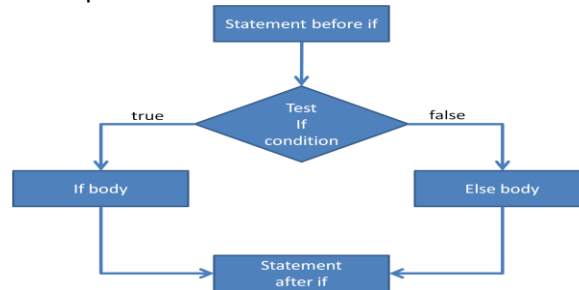 Statement before if
Test
If
condition
true
false
If body
Else body
Statement
after if